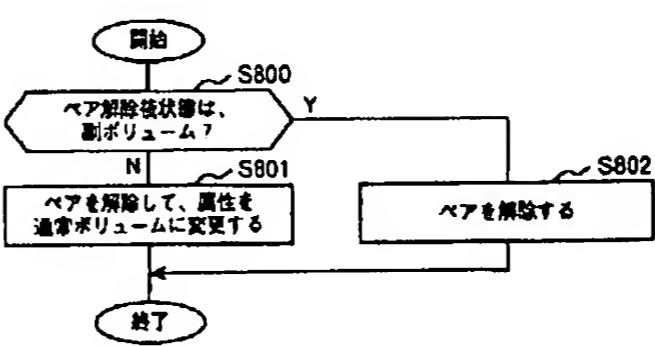 開始
S800
ペア解除後状態は、
副ボリューム？
Y
N
S801
ペアを解除して、属性を
通常ボリュームに変更する
S802
ペアを解除する
終了